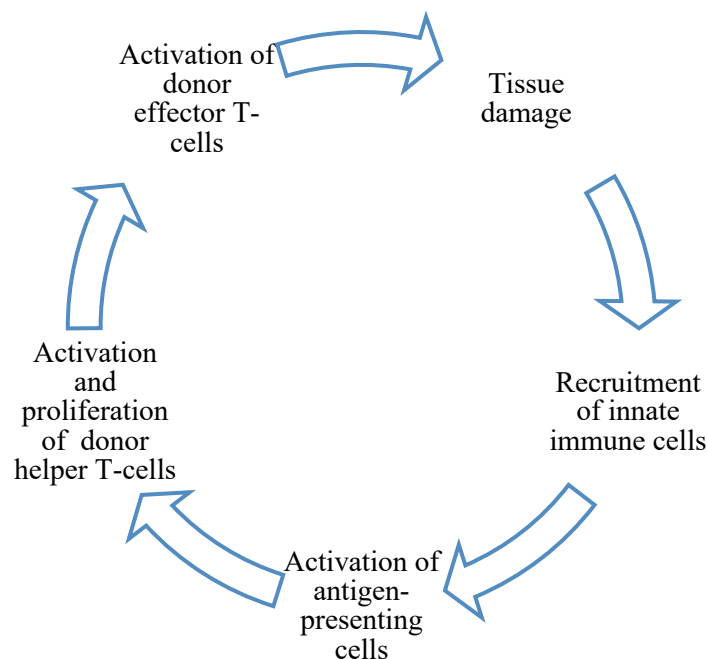 Activation of
donor
effector T-
cells
Tissue
damage
Recruitment
of innate
immune cells
Activation of
antigen-
presenting
cells
Activation
and
proliferation
of donor
helper T-cells